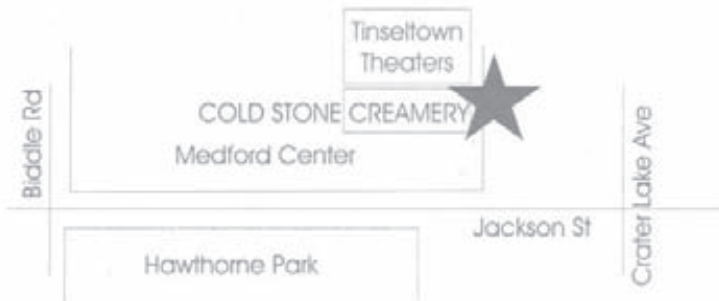 Tinseltown
Theaters
COLD STONE CREAMERY
Medford Center
Biddle Rd
Crater Lake Ave
Jackson St
Hawthorne Park